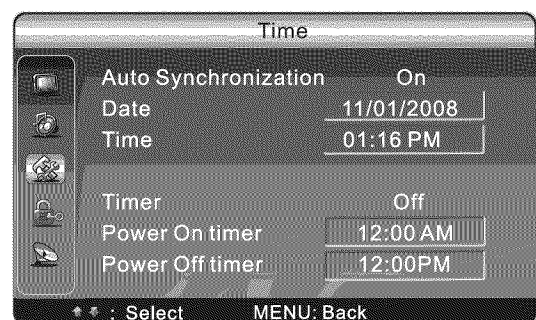 Time
Auto Synchronization On
Date 11/01/2008
Time 01:16 PM
Timer Off
Power On timer 12:00 AM
Power Off timer 12:00PM
: Select MENU: Back